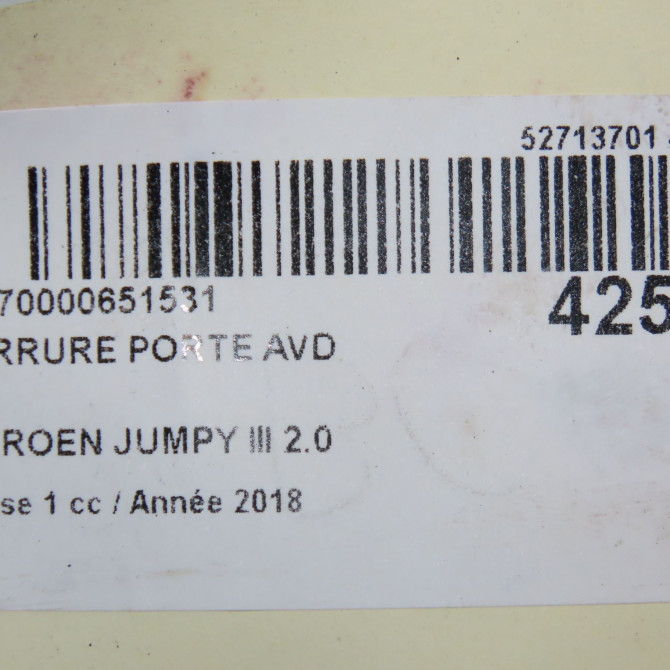 52713701
70000651531
425
RRURE PORTE AVD
ROEN JUMPY III 2.0
se 1 cc / Année 2018